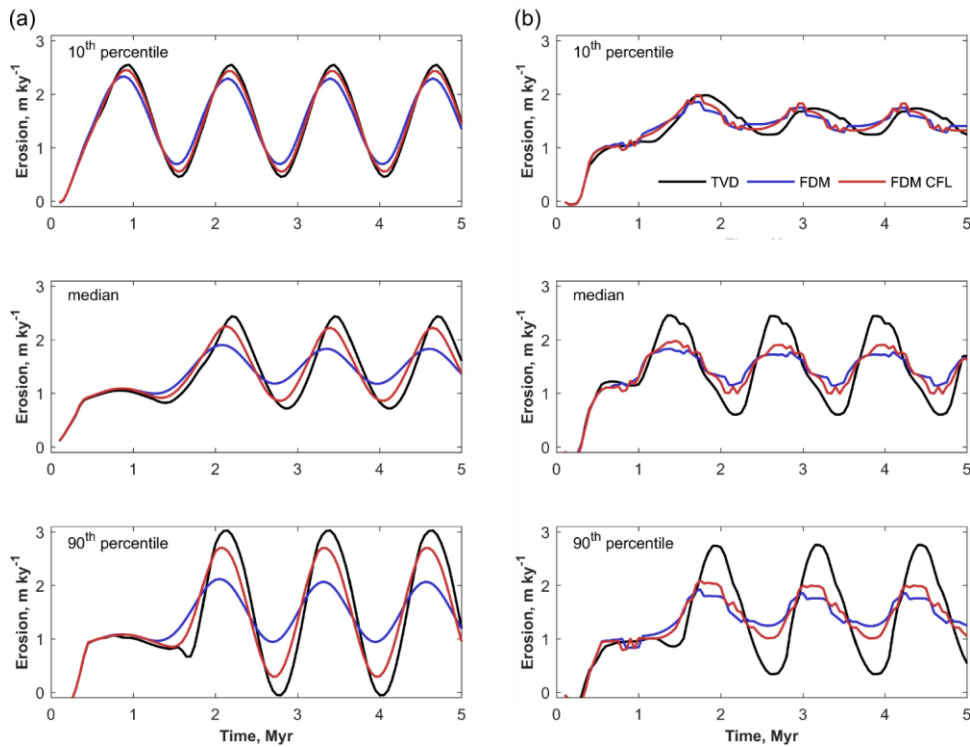 (a)
10th percentile
Erosion, m ky-1
3
2
1
0
0 1 2 3 4 5
median
Erosion, m ky-1
3
2
1
0
0 1 2 3 4 5
90th percentile
Erosion, m ky-1
3
2
1
0
0 1 2 3 4 5
Time, Myr
(b)
10th percentile
Erosion, m ky-1
3
2
1
0
TVD FDM FDM CFL
0 1 2 3 4 5
median
Erosion, m ky-1
3
2
1
0
0 1 2 3 4 5
90th percentile
Erosion, m ky-1
3
2
1
0
0 1 2 3 4 5
Time, Myr